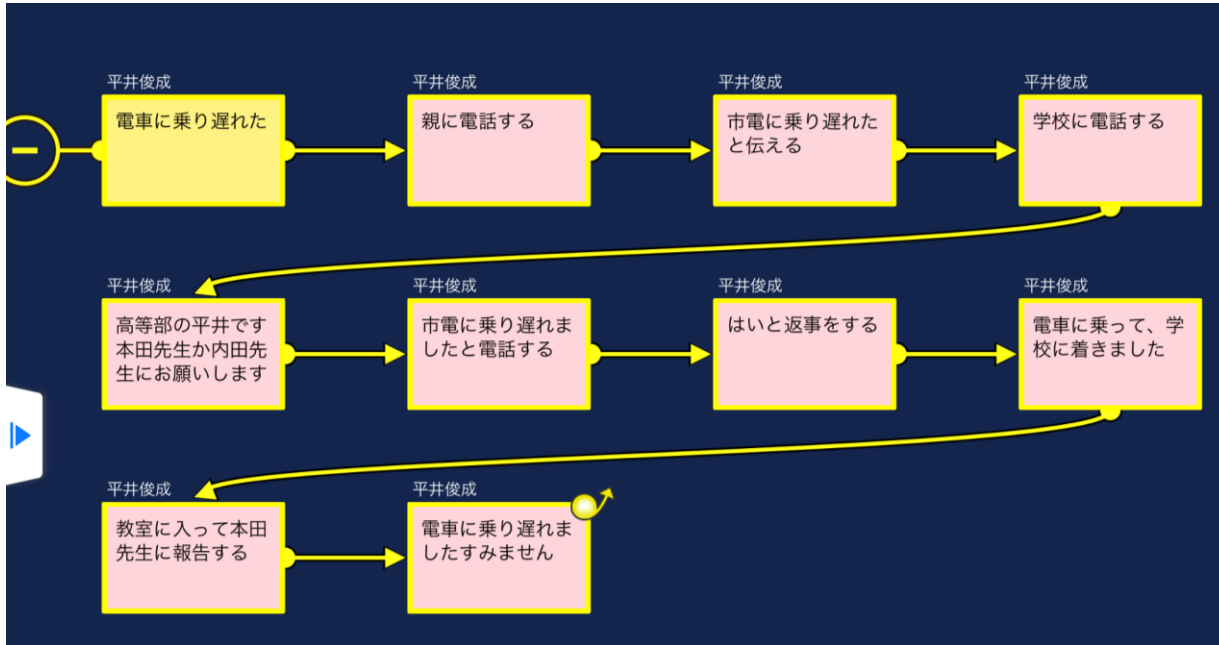 平井俊成
電車に乗り遅れた
平井俊成
親に電話する
平井俊成
市電に乗り遅れた
と伝える
平井俊成
学校に電話する
平井俊成
高等部の平井です
本田先生か内田先
生にお願いします
平井俊成
市電に乗り遅れま
したと電話する
平井俊成
はいと返事をする
平井俊成
電車に乗って、学
校に着きました
平井俊成
教室に入って本田
先生に報告する
平井俊成
電車に乗り遅れま
したすみません